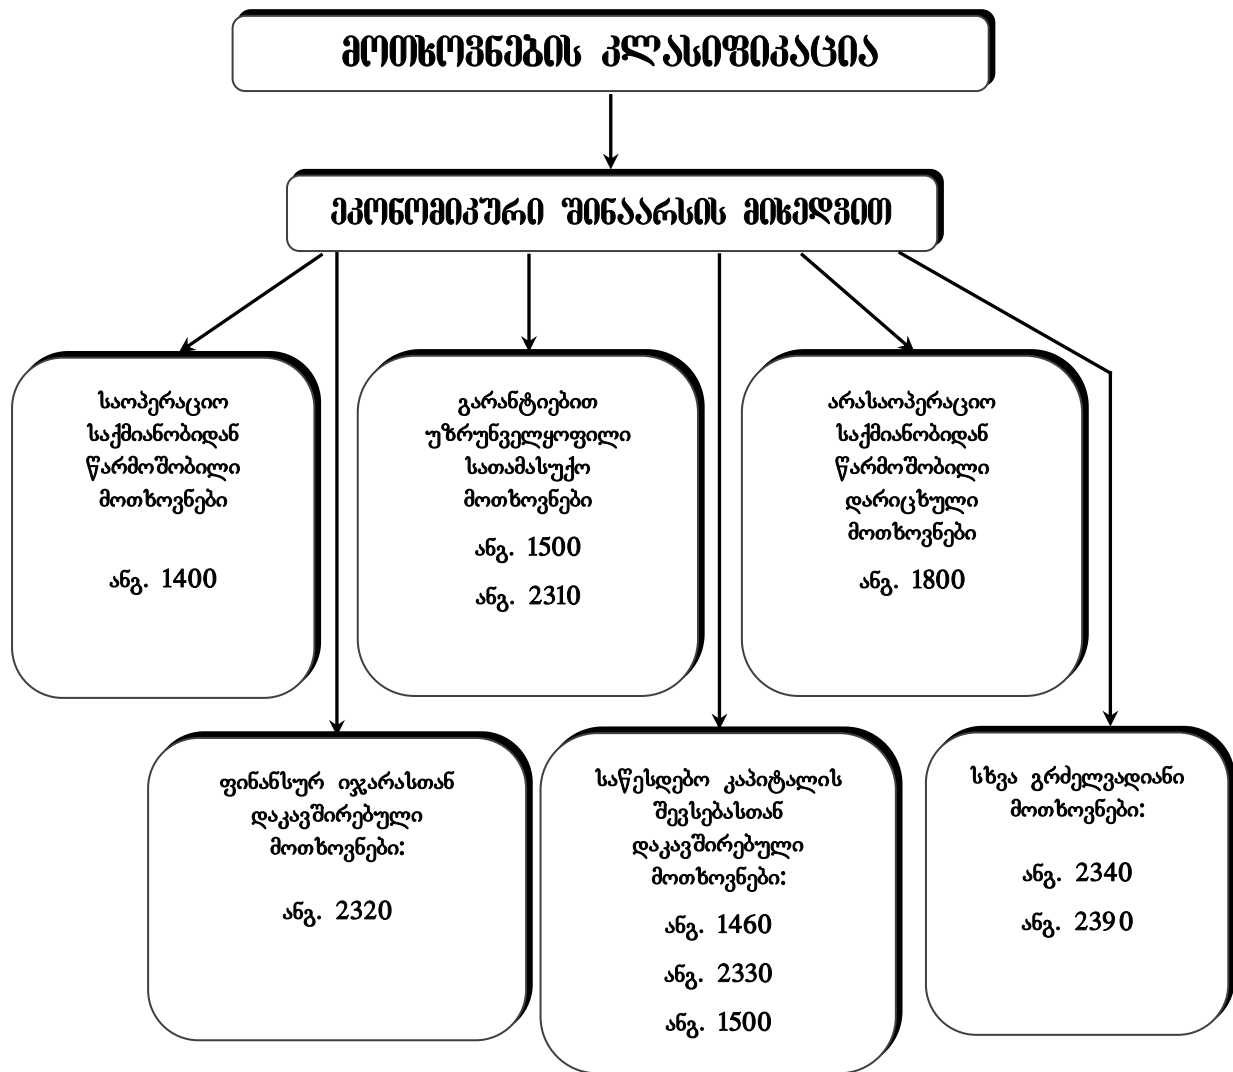 მოთხოვნების კლასიფიკაცია
ეკონომიკური შინაარსის მიხედვით
საოპერაციო
საქმიანობიდან
წარმოშობილი
მოთხოვნები
ანგ. 1400
გარანტიებით
უზრუნველყოფილი
სათამასუქო
მოთხოვნები
ანგ. 1500
ანგ. 2310
არასაოპერაციო
საქმიანობიდან
წარმოშობილი
დარიცხული
მოთხოვნები
ანგ. 1800
ფინანსურ იჯარასთან
დაკავშირებული
მოთხოვნები:
ანგ. 2320
საწესდებო კაპიტალის
შევსებასთან
დაკავშირებული
მოთხოვნები:
ანგ. 1460
ანგ. 2330
ანგ. 1500
სხვა გრძელვადიანი
მოთხოვნები:
ანგ. 2340
ანგ. 2390